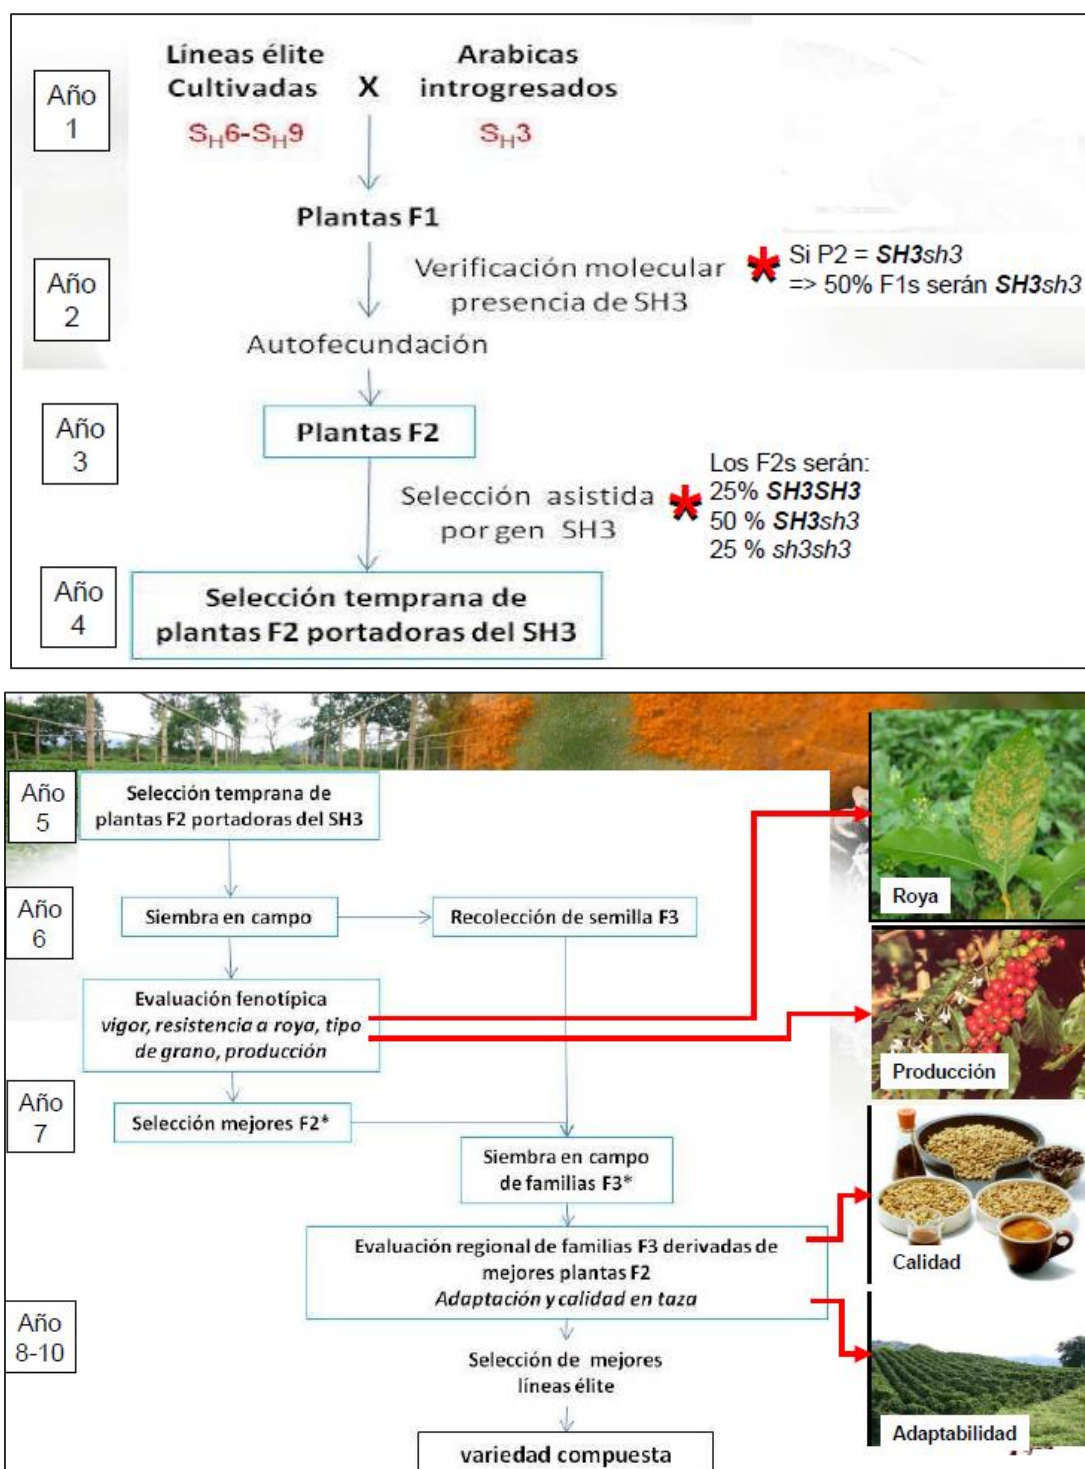 Año
1
Líneas élite
Cultivadas
X
Arabicas
introgresados
SH6-SH9
SH3
Plantas F1
Año
2
Verificación molecular
presencia de SH3
* Si P2 = SH3sh3
=> 50% F1s serán SH3sh3
Autofecundación
Año
3
Plantas F2
Selección asistida
por gen SH3
*
Los F2s serán:
25% SH3SH3
50 % SH3sh3
25 % sh3sh3
Año
4
Selección temprana de
plantas F2 portadoras del SH3
Año
5
Selección temprana de
plantas F2 portadoras del SH3
Roya
Año
6
Siembra en campo
Recolección de semilla F3
Evaluación fenotípica
vigor, resistencia a roya, tipo
de grano, producción
Producción
Año
7
Selección mejores F2*
Siembra en campo
de familias F3*
Evaluación regional de familias F3 derivadas de
mejores plantas F2
Adaptación y calidad en taza
Calidad
Año
8-10
Selección de mejores
líneas élite
Adaptabilidad
variedad compuesta